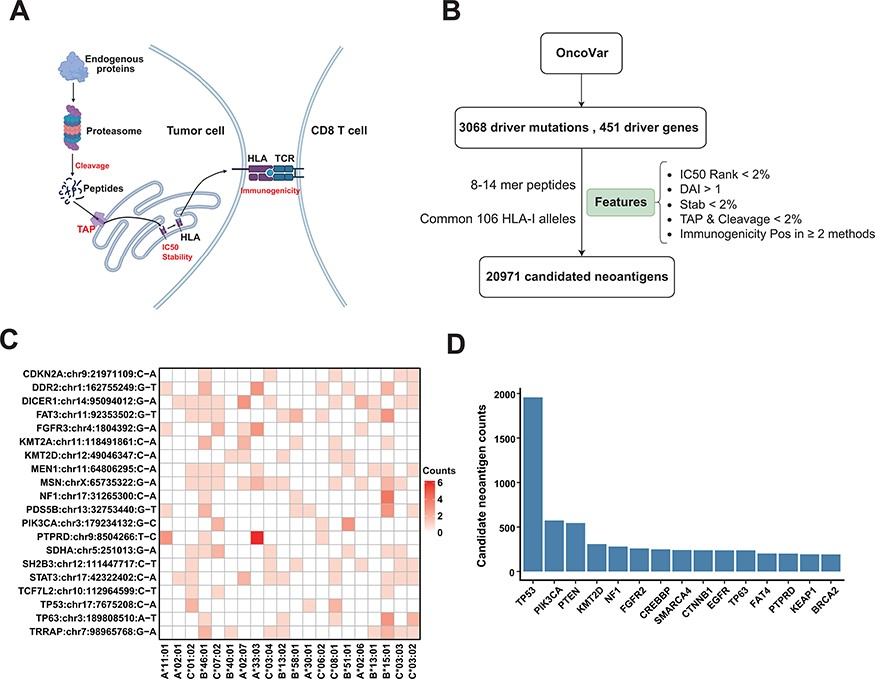 A
Endogenous
proteins
Proteasome
Cleavage
Peptides
TAP
HLA
IC50
Stability
Tumor cell
CD8 T cell
HLA TCR
Immunogenicity
B
OncoVar
3068 driver mutations , 451 driver genes
8-14 mer peptides
Common 106 HLA-I alleles
Features
• IC50 Rank < 2%
• DAI > 1
• Stab < 2%
• TAP & Cleavage < 2%
• Immunogenicity Pos in ≥ 2 methods
20971 candidated neoantigens
C
CDKN2A:chr9:21971109:C−A
DDR2:chr1:162755249:G−T
DICER1:chr14:95094012:G−A
FAT3:chr11:92353502:G−T
FGFR3:chr4:1804392:G−A
KMT2A:chr11:118491861:C−A
KMT2D:chr12:49046347:C−A
MEN1:chr11:64806295:C−A
MSN:chrX:65735322:G−A
NF1:chr17:31265300:C−A
PDS5B:chr13:32753440:G−T
PIK3CA:chr3:179234132:G−C
PTPRD:chr9:8504266:T−C
SDHA:chr5:251013:G−A
SH2B3:chr12:111447717:C−T
STAT3:chr17:42322402:C−A
TCF7L2:chr10:112964599:C−T
TP53:chr17:7675208:C−A
TP63:chr3:189808510:A−T
TRRAP:chr7:98965768:G−A
A*11:01
A*02:01
C*01:02
B*46:01
C*07:02
B*40:01
A*02:07
A*33:03
C*03:04
B*13:02
B*58:01
A*30:01
C*06:02
C*08:01
B*51:01
A*02:06
B*13:01
B*15:01
C*03:03
C*03:02
Counts
6
4
2
0
D
Candidate neoantigen counts
2000
1500
1000
500
0
TP53
PIK3CA
PTEN
KMT2D
NF1
FGFR2
CREBBP
SMARCA4
CTNNB1
EGFR
TP63
FAT4
PTPRD
KEAP1
BRCA2